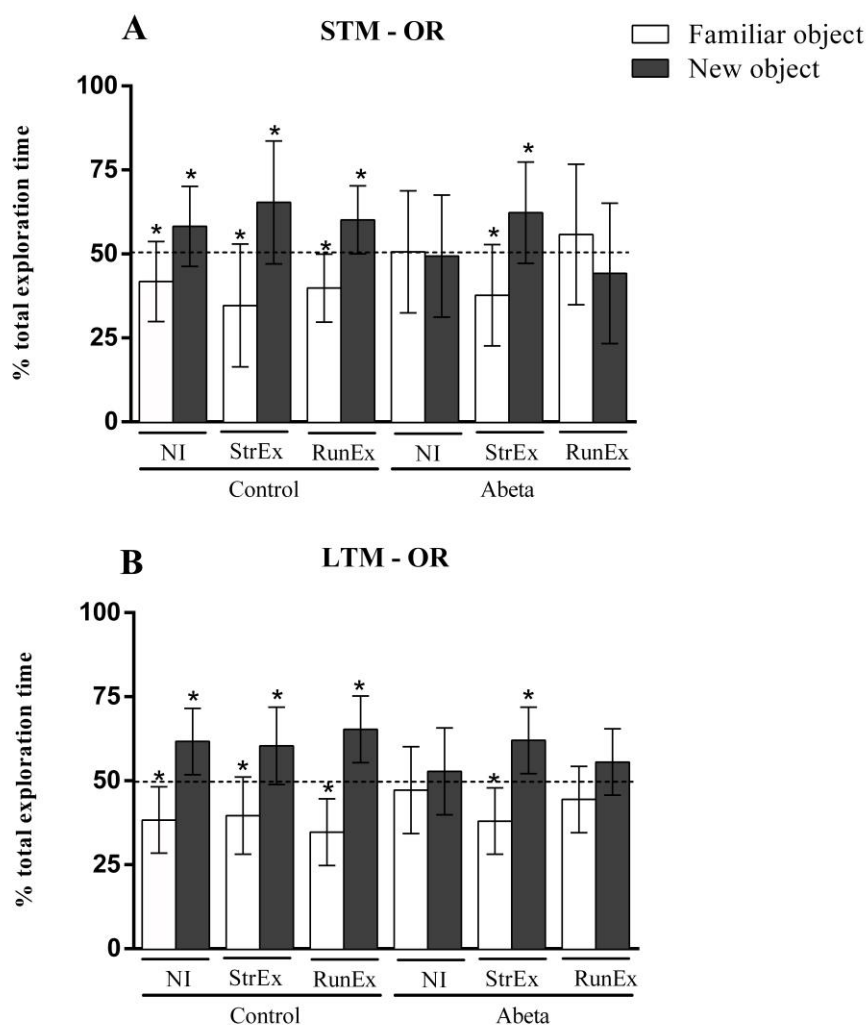 A
STM - OR
Familiar object
New object
% total exploration time
100
75
50
25
0
* * * * * * * *
NI StrEx RunEx NI StrEx RunEx
Control Abeta
B
LTM - OR
% total exploration time
100
75
50
25
0
* * * * * * * *
NI StrEx RunEx NI StrEx RunEx
Control Abeta